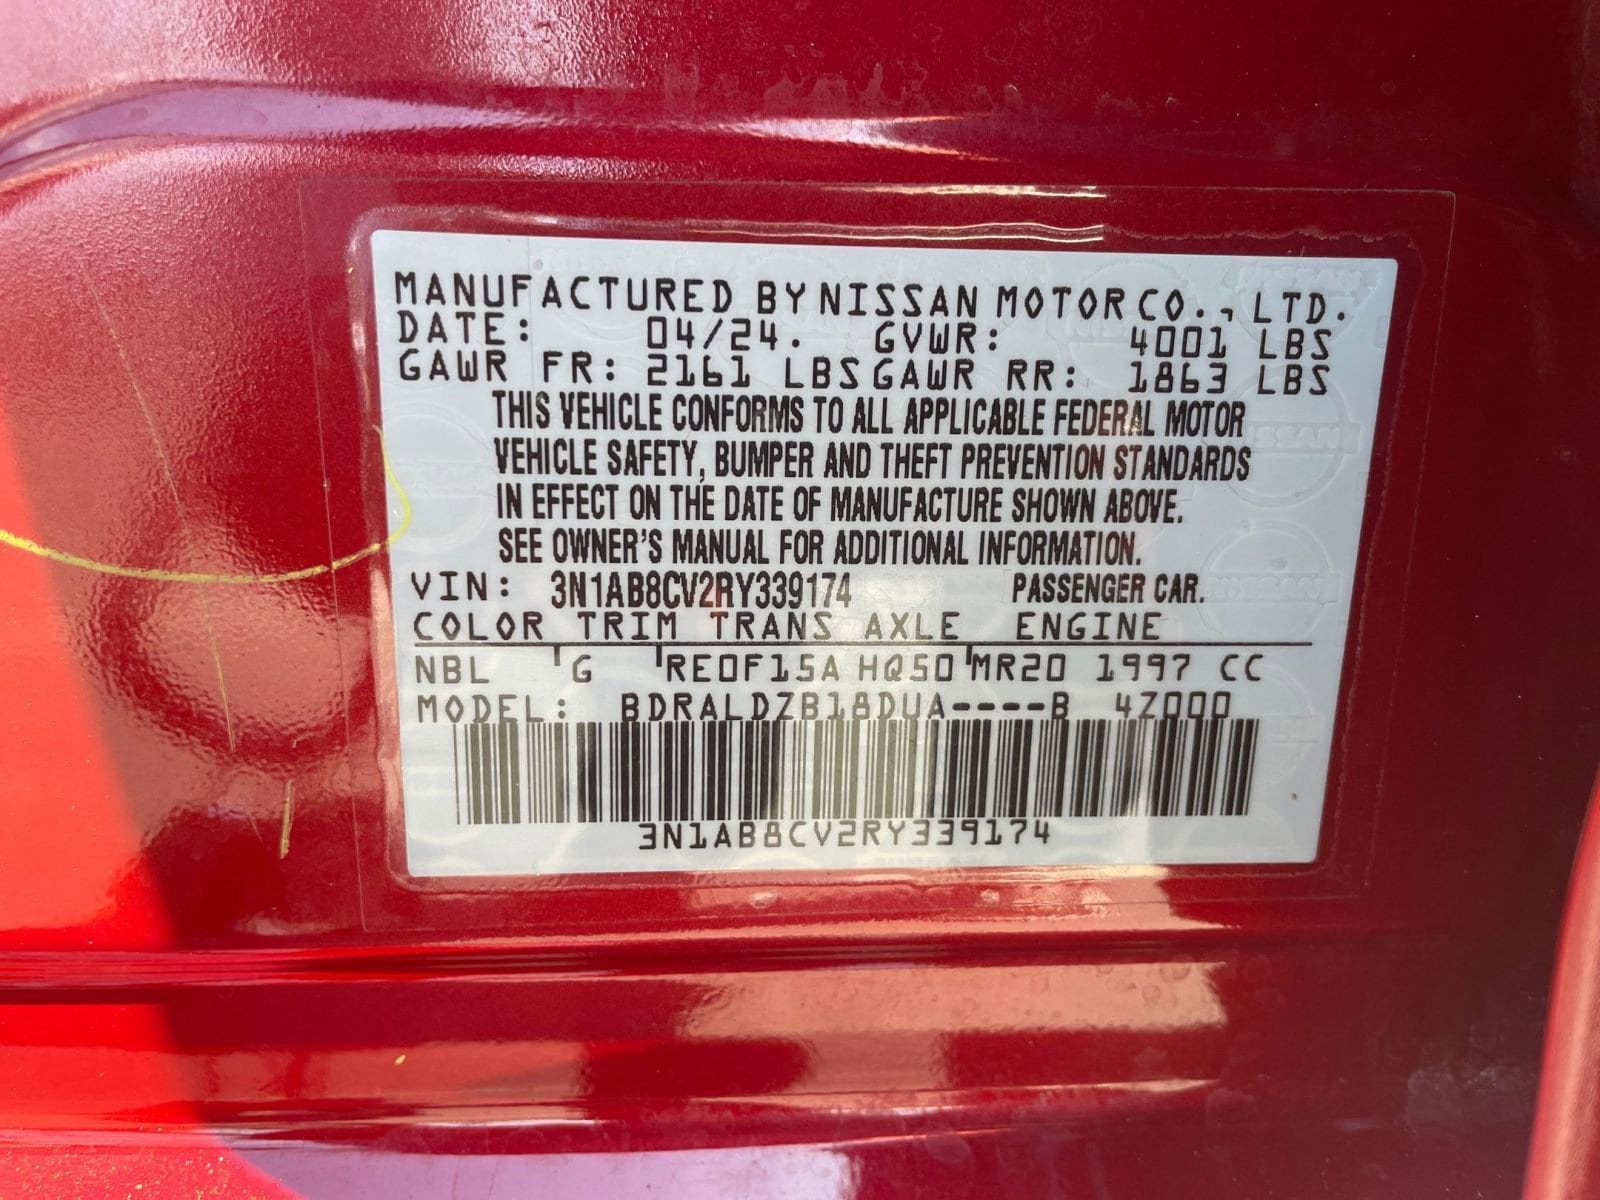 MANUFACTURED BY NISSAN MOTOR CO., LTD.
DATE: 04/24. GVWR: 4001 LBS
GAWR FR: 2161 LBS GAWR RR: 1863 LBS
THIS VEHICLE CONFORMS TO ALL APPLICABLE FEDERAL MOTOR
VEHICLE SAFETY, BUMPER AND THEFT PREVENTION STANDARDS
IN EFFECT ON THE DATE OF MANUFACTURE SHOWN ABOVE.
SEE OWNER'S MANUAL FOR ADDITIONAL INFORMATION.
VIN: 3N1AB8CV2RY339174 PASSENGER CAR.
COLOR TRIM TRANS AXLE ENGINE
NBL G RE0F15A HQ50 MR20 1997 CC
MODEL: BDRALDZB18DUA----B 4Z000
3N1AB8CV2RY339174